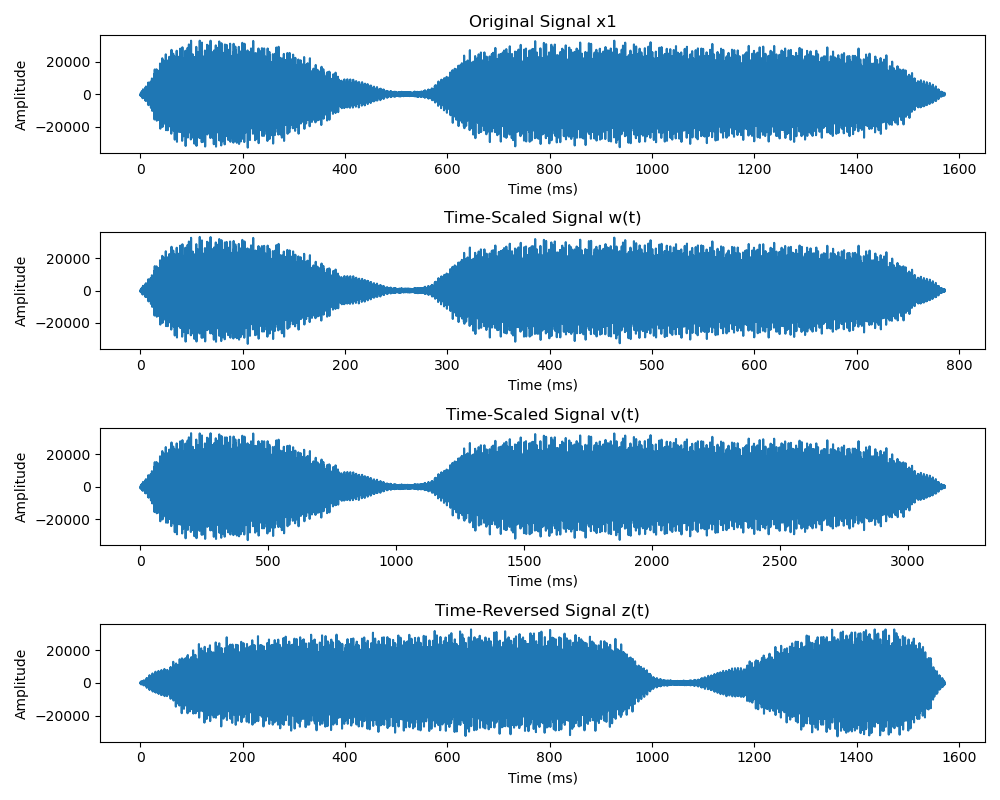 Original Signal x1
20000
0
−20000
Amplitude
0 200 400 600 800 1000 1200 1400 1600
Time (ms)
Time-Scaled Signal w(t)
20000
0
−20000
Amplitude
0 100 200 300 400 500 600 700 800
Time (ms)
Time-Scaled Signal v(t)
20000
0
−20000
Amplitude
0 500 1000 1500 2000 2500 3000
Time (ms)
Time-Reversed Signal z(t)
20000
0
−20000
Amplitude
0 200 400 600 800 1000 1200 1400 1600
Time (ms)